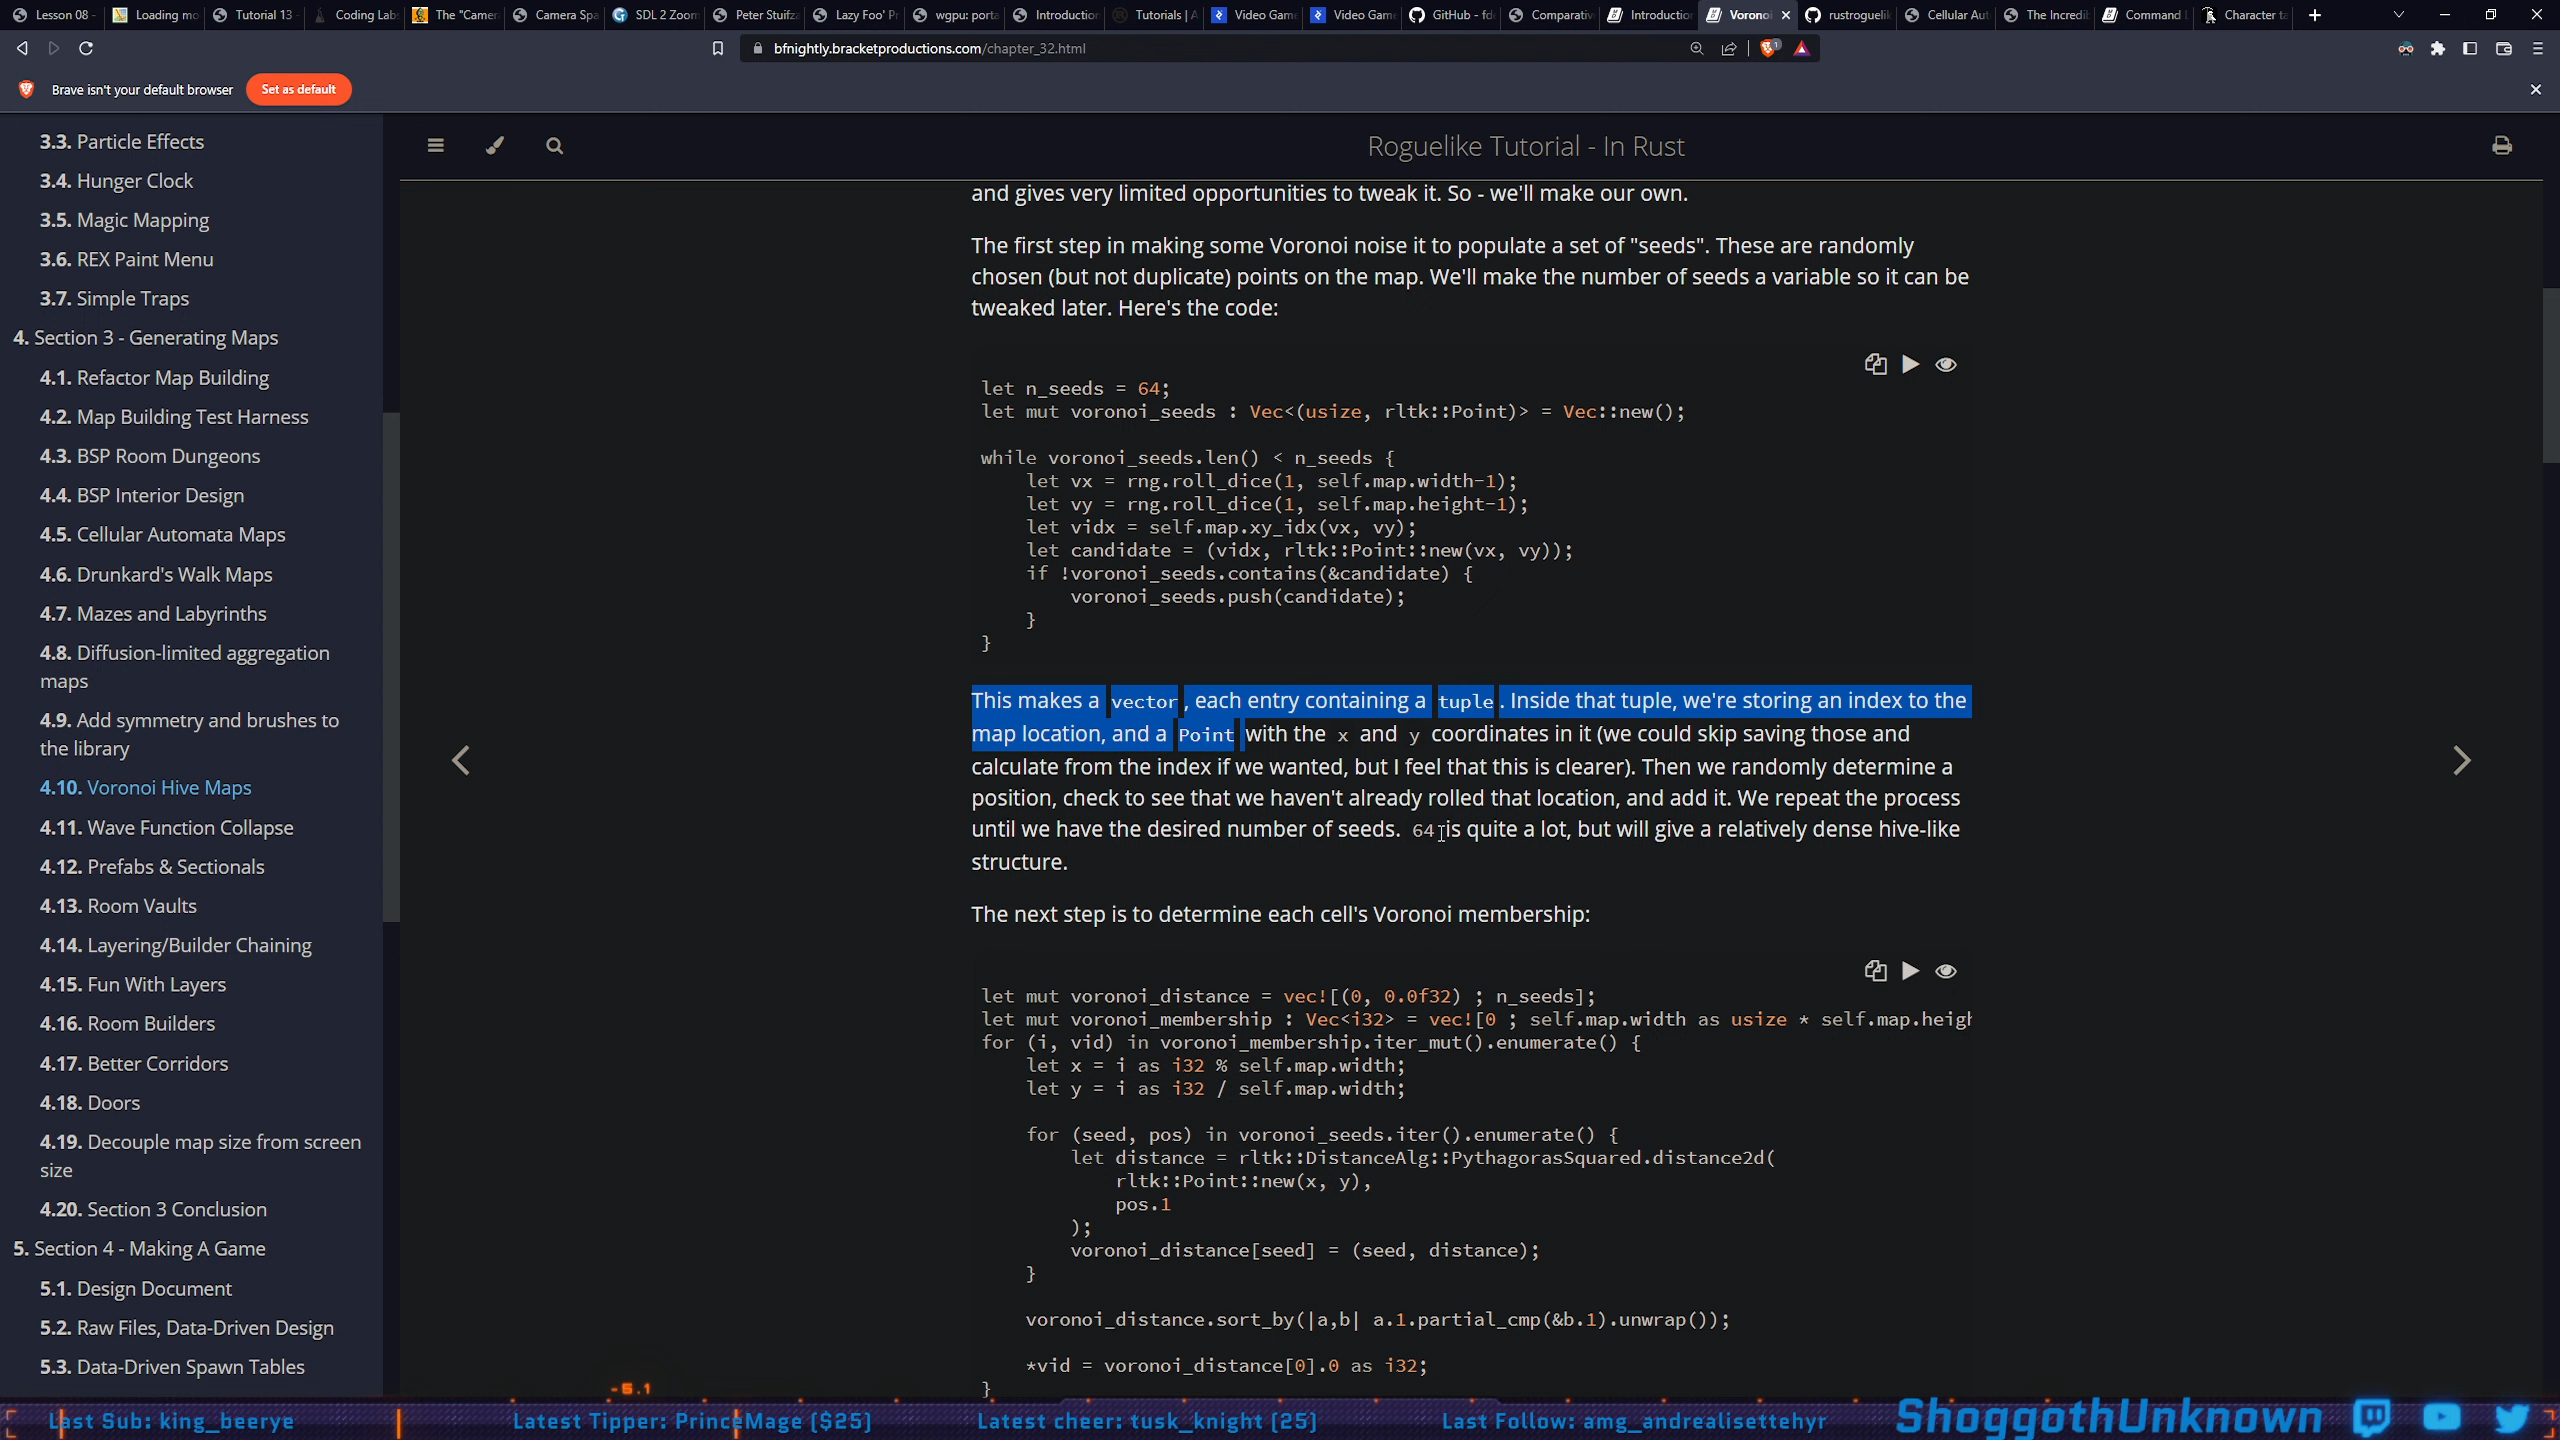 Lesson 08 -
Loading mo
Tutorial 13 -
Coding Lab
The "Camer
Camera Spa
SDL 2 Zoom
Peter Stuifza
Lazy Foo' Pr
wgpu: porta
Introduction
Tutorials | A
Video Game
Video Game
GitHub - fd
Comparativ
Introduction
Vorono
rustroguelik
Cellular Aut
The Incredib
Command L
Character ta
bfnightly.bracketproductions.com/chapter_32.html
Brave isn't your default browser
Set as default
3.3. Particle Effects
3.4. Hunger Clock
3.5. Magic Mapping
3.6. REX Paint Menu
3.7. Simple Traps
4. Section 3 - Generating Maps
4.1. Refactor Map Building
4.2. Map Building Test Harness
4.3. BSP Room Dungeons
4.4. BSP Interior Design
4.5. Cellular Automata Maps
4.6. Drunkard's Walk Maps
4.7. Mazes and Labyrinths
4.8. Diffusion-limited aggregation
maps
4.9. Add symmetry and brushes to
the library
4.10. Voronoi Hive Maps
4.11. Wave Function Collapse
4.12. Prefabs & Sectionals
4.13. Room Vaults
4.14. Layering/Builder Chaining
4.15. Fun With Layers
4.16. Room Builders
4.17. Better Corridors
4.18. Doors
4.19. Decouple map size from screen
size
4.20. Section 3 Conclusion
5. Section 4 - Making A Game
5.1. Design Document
5.2. Raw Files, Data-Driven Design
5.3. Data-Driven Spawn Tables
Roguelike Tutorial - In Rust
and gives very limited opportunities to tweak it. So - we'll make our own.
The first step in making some Voronoi noise it to populate a set of "seeds". These are randomly
chosen (but not duplicate) points on the map. We'll make the number of seeds a variable so it can be
tweaked later. Here's the code:
let n_seeds = 64;
let mut voronoi_seeds : Vec<(usize, rltk::Point)> = Vec::new();
while voronoi_seeds.len() < n_seeds {
let vx = rng.roll_dice(1, self.map.width-1);
let vy = rng.roll_dice(1, self.map.height-1);
let vidx = self.map.xy_idx(vx, vy);
let candidate = (vidx, rltk::Point::new(vx, vy));
if !voronoi_seeds.contains(&candidate) {
voronoi_seeds.push(candidate);
}
}
This makes a vector, each entry containing a tuple. Inside that tuple, we're storing an index to the
map location, and a Point with the x and y coordinates in it (we could skip saving those and
calculate from the index if we wanted, but I feel that this is clearer). Then we randomly determine a
position, check to see that we haven't already rolled that location, and add it. We repeat the process
until we have the desired number of seeds. 64 is quite a lot, but will give a relatively dense hive-like
structure.
The next step is to determine each cell's Voronoi membership:
let mut voronoi_distance = vec![(0, 0.0f32) ; n_seeds];
let mut voronoi_membership : Vec<i32> = vec![0 ; self.map.width as usize * self.map.heigh
for (i, vid) in voronoi_membership.iter_mut().enumerate() {
let x = i as i32 % self.map.width;
let y = i as i32 / self.map.width;
for (seed, pos) in voronoi_seeds.iter().enumerate() {
let distance = rltk::DistanceAlg::PythagorasSquared.distance2d(
rltk::Point::new(x, y),
pos.1
);
voronoi_distance[seed] = (seed, distance);
}
voronoi_distance.sort_by(|a,b| a.1.partial_cmp(&b.1).unwrap());
*vid = voronoi_distance[0].0 as i32;
}
-5.1
Last Sub: king_beerye
Latest Tipper: PrinceMage ($25)
Latest cheer: tusk_knight (25)
Last Follow: amg_andrealisettehyr
ShoggothUnknown